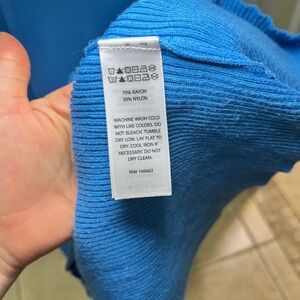 70% RAYON
30% NYLON
MACHINE WASH COLD
WITH LIKE COLORS. DO
NOT BLEACH. TUMBLE
DRY LOW. LAY FLAT TO
DRY. COOL IRON IF
NECESSARY. DO NOT
DRY CLEAN.
RN# 166682